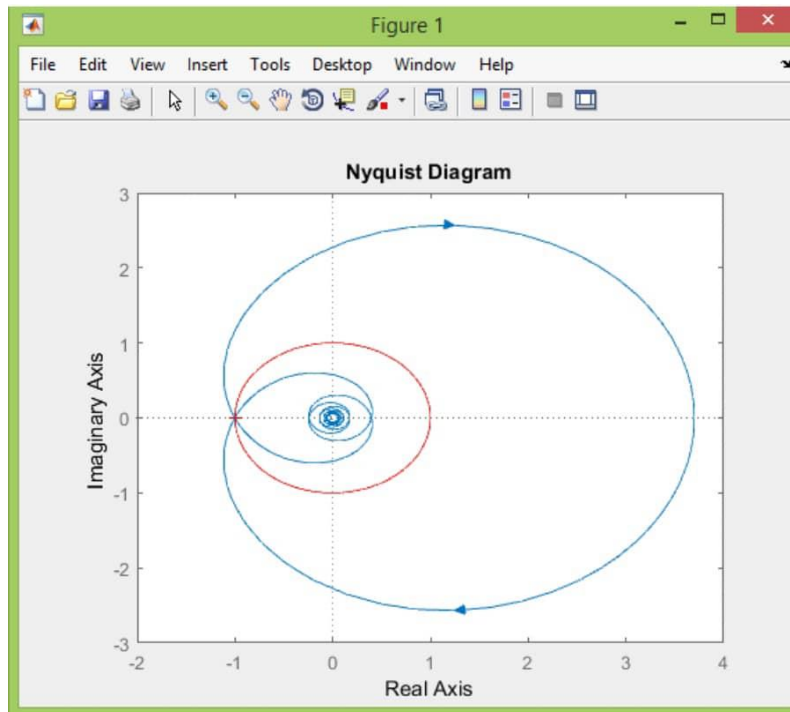 Figure 1
File Edit View Insert Tools Desktop Window Help
Nyquist Diagram
3
2
1
0
-1
-2
-3
Imaginary Axis
-2 -1 0 1 2 3 4
Real Axis